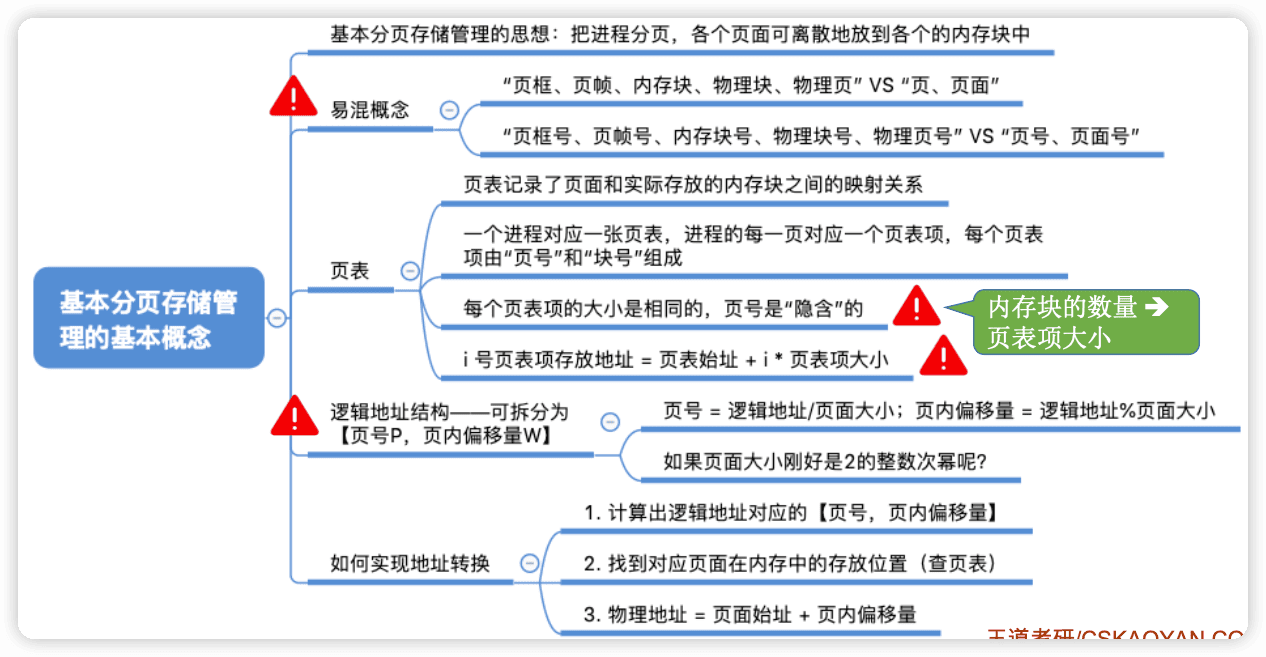 基本分页存储管理的思想：把进程分页，各个页面可离散地放到各个的内存块中
易混概念
“页框、页帧、内存块、物理块、物理页” VS “页、页面”
“页框号、页帧号、内存块号、物理块号、物理页号” VS “页号、页面号”
基本分页存储管
理的基本概念
页表
页表记录了页面和实际存放的内存块之间的映射关系
一个进程对应一张页表，进程的每一页对应一个页表项，每个页表
项由“页号”和“块号”组成
每个页表项的大小是相同的，页号是“隐含”的
内存块的数量 ➔
页表项大小
i 号页表项存放地址 = 页表始址 + i * 页表项大小
逻辑地址结构——可拆分为
【页号P，页内偏移量W】
页号 = 逻辑地址/页面大小；页内偏移量 = 逻辑地址%页面大小
如果页面大小刚好是2的整数次幂呢?
如何实现地址转换
1. 计算出逻辑地址对应的【页号，页内偏移量】
2. 找到对应页面在内存中的存放位置（查页表）
3. 物理地址 = 页面始址 + 页内偏移量
王道考研/CSKAOYAN.CC